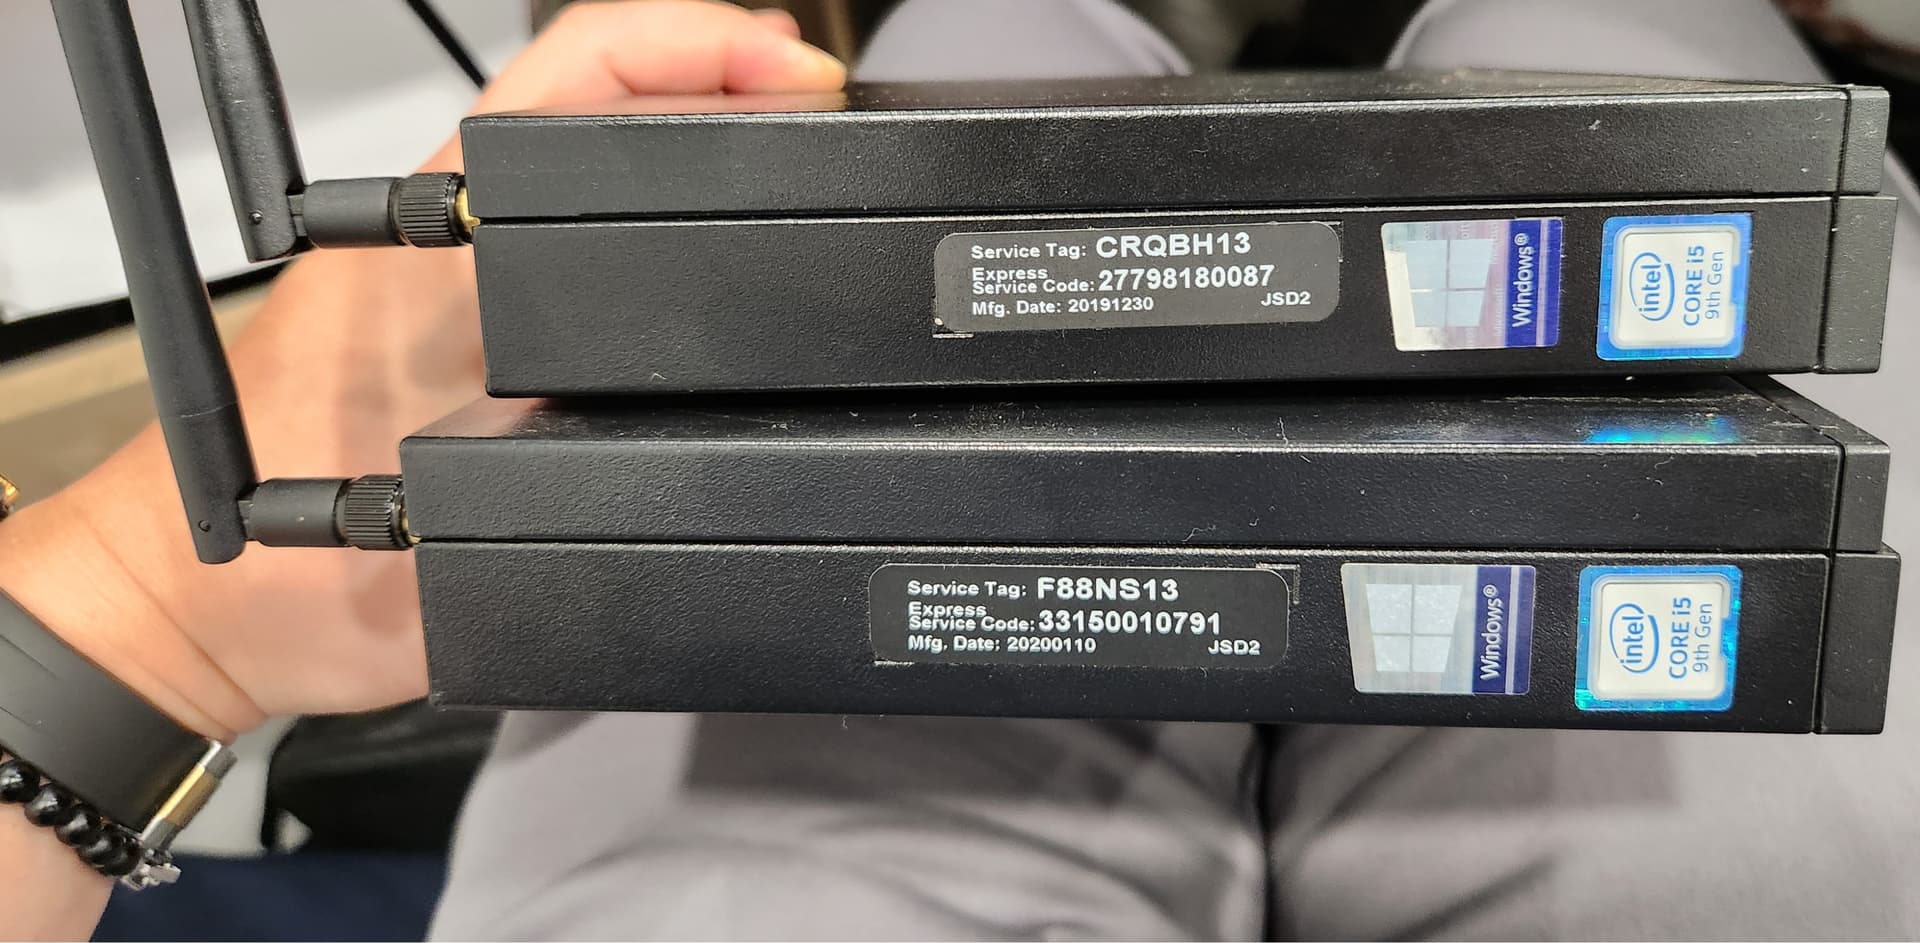 Service Tag: CRQBH13
Express
Service Code: 27798180087
Mfg. Date: 20191230 JSD2
Windows®
intel
CORE i5
9th Gen
Service Tag: F88NS13
Express
Service Code: 33150010791
Mfg. Date: 20200110 JSD2
Windows®
intel
CORE i5
9th Gen